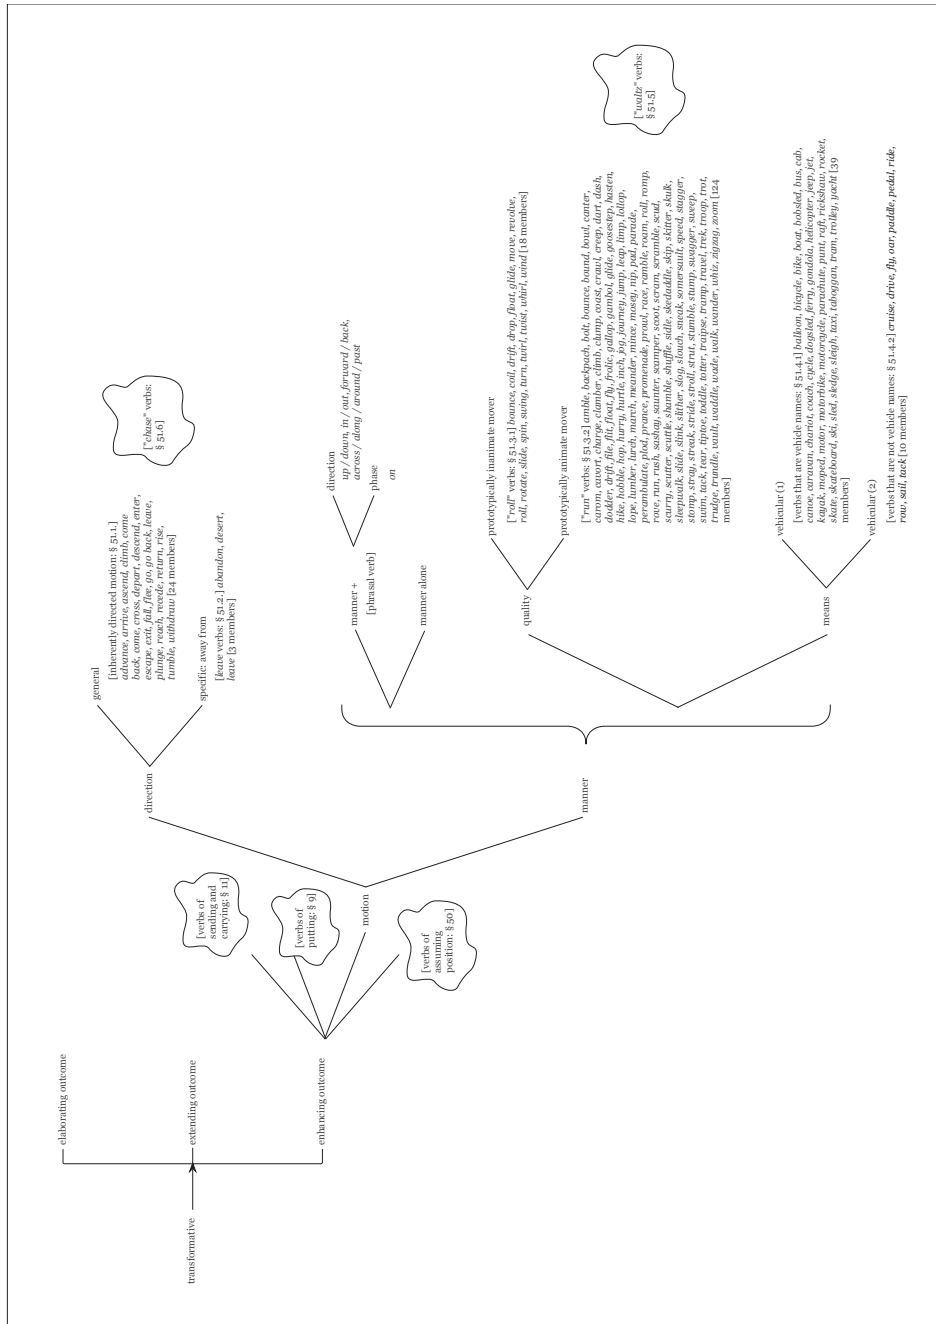 transformative
elaborating outcome
extending outcome
enhancing outcome
[verbs of
sending and
carrying: § 11]
[verbs of
putting: § 9]
motion
[verbs of
assuming
position: § 50]
direction
general
[inherently directed motion: § 51.1.]
advance, arrive, ascend, climb, come
back, come, cross, depart, descend, enter,
escape, exit, fall, flee, go, go back, leave,
plunge, reach, recede, return, rise,
tumble, withdraw [24 members]
specific: away from
[leave verbs: § 51.2.] abandon, desert,
leave [3 members]
["chase" verbs:
§ 51.6]
manner
manner +
[phrasal verb]
manner alone
direction
up / down, in / out, forward / back,
across / along / around / past
phase
on
quality
prototypically inanimate mover
["roll" verbs: § 51.3.1] bounce, coil, drift, drop, float, glide, move, revolve,
roll, rotate, slide, spin, swing, turn, twirl, twist, whirl, wind [18 members]
prototypically animate mover
["run" verbs: § 51.3.2] amble, backpack, bolt, bounce, bound, bowl, canter,
carom, cavort, charge, clamber, climb, clump, coast, crawl, creep, dart, dash,
dodder, drift, file, flit, float, fly, frolic, gallop, gambol, glide, goosestep, hasten,
hike, hobble, hop, hurry, hurtle, inch, jog, journey, jump, leap, limp, lollop,
lope, lumber, lurch, march, meander, mince, mosey, nip, pad, parade,
perambulate, plod, prance, promenade, prowl, race, ramble, roam, roll, romp,
rove, run, rush, sashay, saunter, scamper, scoot, scram, scramble, scud,
scurry, scutter, scuttle, shamble, shuffle, sidle, skedaddle, skip, skitter, skulk,
sleepwalk, slide, slink, slither, slog, slouch, sneak, somersault, speed, stagger,
stomp, stray, streak, stride, stroll, strut, stumble, stump, swagger, sweep,
swim, tack, tear, tiptoe, toddle, totter, traipse, tramp, travel, trek, troop, trot,
trudge, trundle, vault, waddle, wade, walk, wander, whiz, zigzag, zoom [124
members]
["waltz" verbs:
§ 51.5]
means
vehicular (1)
[verbs that are vehicle names: § 51.4.1] balloon, bicycle, bike, boat, bobsled, bus, cab,
canoe, caravan, chariot, coach, cycle, dogsled, ferry, gondola, helicopter, jeep, jet,
kayak, moped, motor, motorbike, motorcycle, parachute, punt, raft, rickshaw, rocket,
skate, skateboard, ski, sled, sledge, sleigh, taxi, taboggan, tram, trolley, yacht [39
members]
vehicular (2)
[verbs that are not vehicle names: § 51.4.2] cruise, drive, fly, oar, paddle, pedal, ride,
row, sail, tack [10 members]